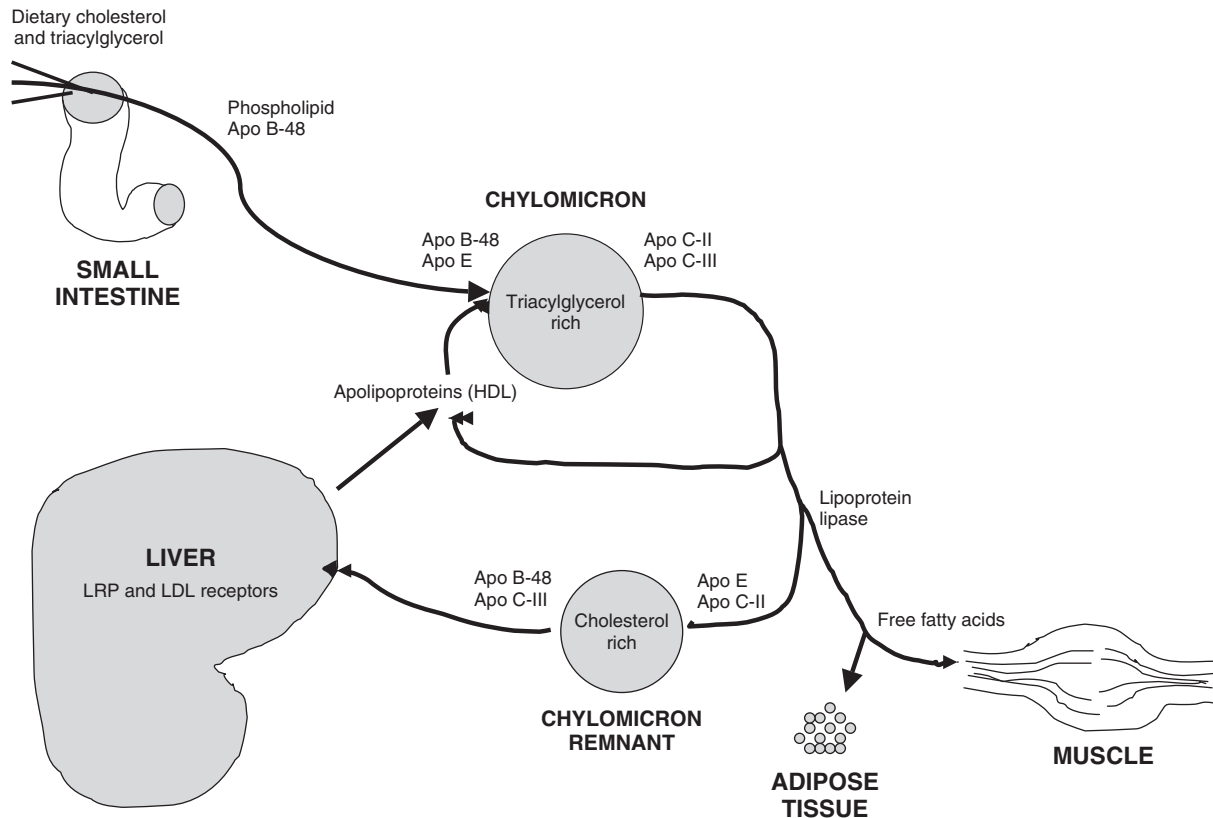 Dietary cholesterol
and triacylglycerol
Phospholipid
Apo B-48
SMALL
INTESTINE
CHYLOMICRON
Apo B-48
Apo E
Apo C-II
Apo C-III
Triacylglycerol
rich
Apolipoproteins (HDL)
Lipoprotein
lipase
LIVER
LRP and LDL receptors
Apo B-48
Apo C-III
Cholesterol
rich
Apo E
Apo C-II
CHYLOMICRON
REMNANT
Free fatty acids
ADIPOSE
TISSUE
MUSCLE